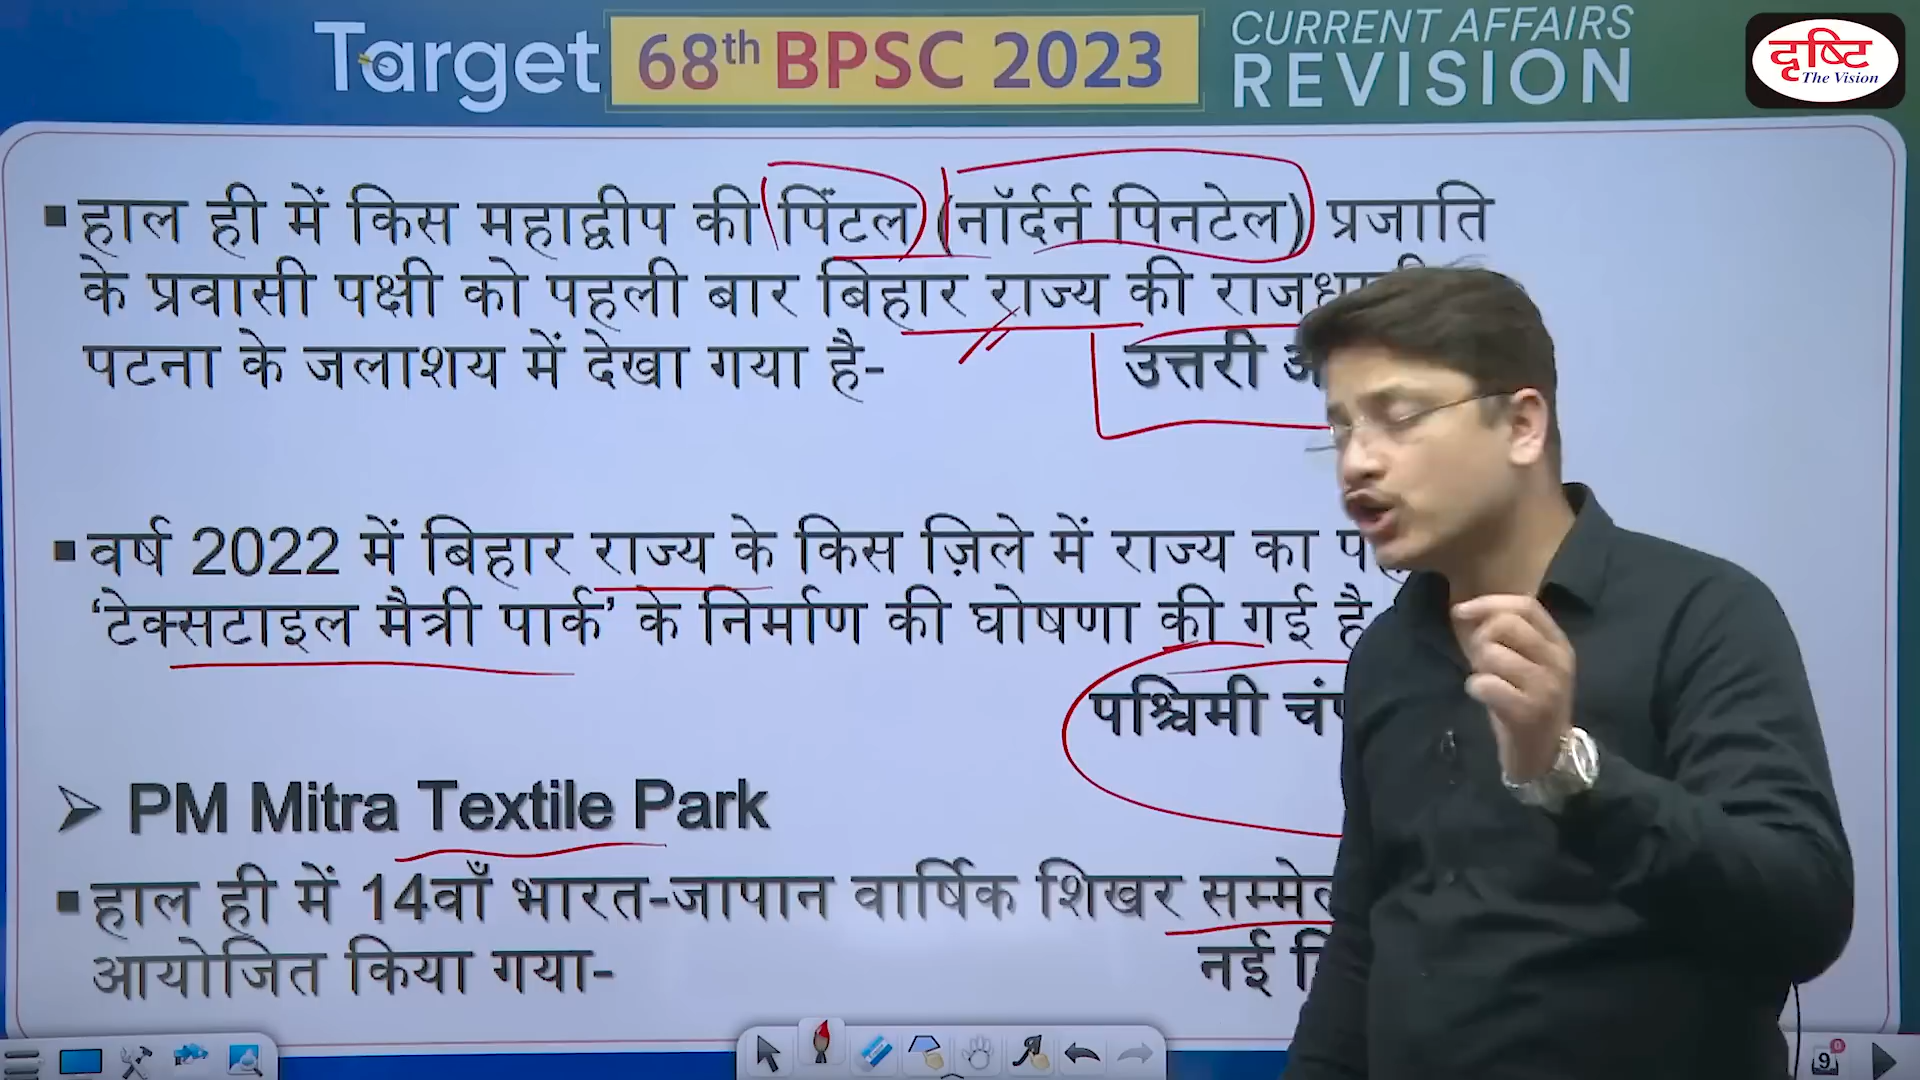 Target 68th BPSC 2023 CURRENT AFFAIRS
REVISION
दृष्टि
The Vision
▪ हाल ही में किस महाद्वीप की पिंटल (नॉर्दर्न पिनटेल) प्रजाति
के प्रवासी पक्षी को पहली बार बिहार राज्य की
पटना के जलाशय में देखा गया है- उत्तरी
▪ वर्ष 2022 में बिहार राज्य के किस ज़िले में राज्य का
‘टेक्सटाइल मैत्री पार्क’ के निर्माण की घोषणा की गई है
पश्चिमी
➢ PM Mitra Textile Park
▪ हाल ही में 14वाँ भारत-जापान वार्षिक शिखर
आयोजित किया गया- नई
9
0